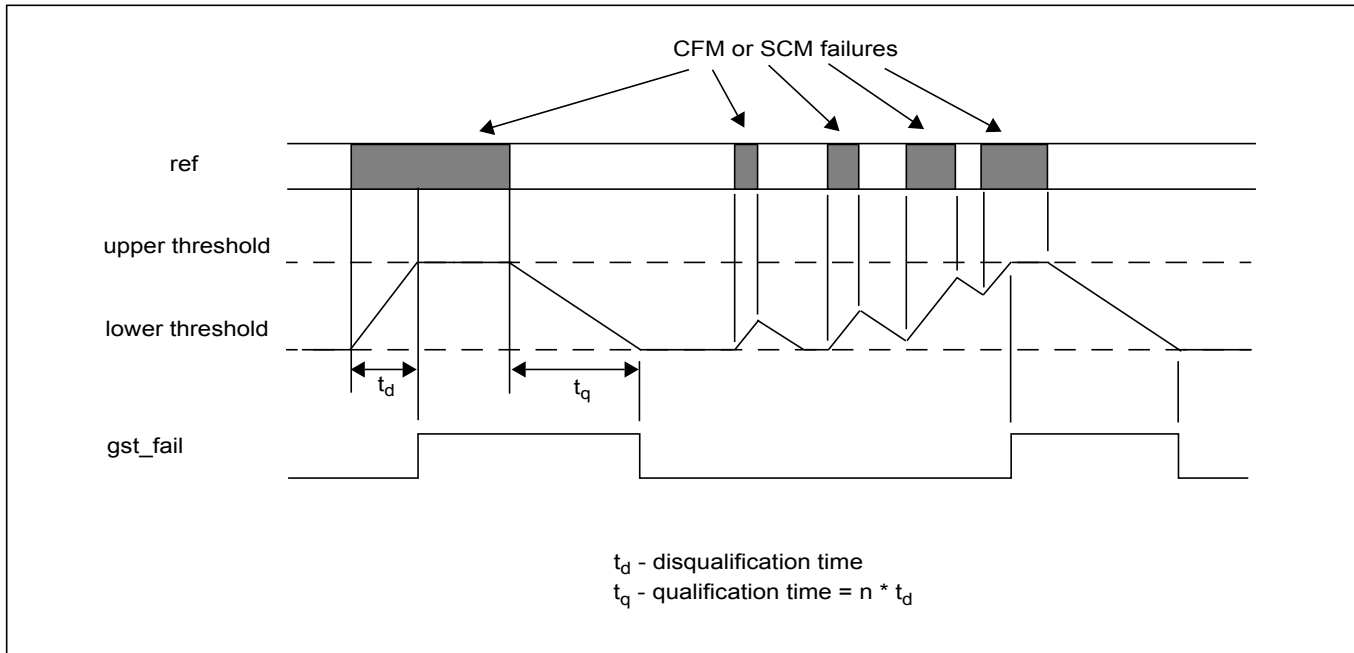 CFM or SCM failures
ref
upper threshold
lower threshold
td
tq
gst_fail
td - disqualification time
tq - qualification time = n * td